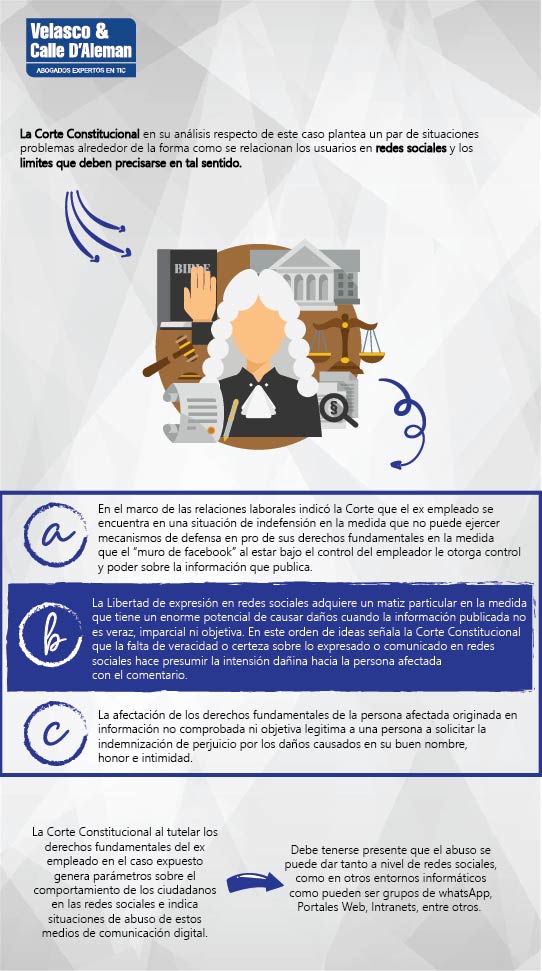 Velasco &
Calle D'Aleman
ABOGADOS EXPERTOS EN TIC
La Corte Constitucional en su análisis respecto de este caso plantea un par de situaciones
problemas alrededor de la forma como se relacionan los usuarios en redes sociales y los
limites que deben precisarse en tal sentido.
BIBLE
§
a
En el marco de las relaciones laborales indicó la Corte que el ex empleado se
encuentra en una situación de indefensión en la medida que no puede ejercer
mecanismos de defensa en pro de sus derechos fundamentales en la medida
que el "muro de facebook" al estar bajo el control del empleador le otorga control
y poder sobre la información que publica.
b
La Libertad de expresión en redes sociales adquiere un matiz particular en la medida
que tiene un enorme potencial de causar daños cuando la información publicada no
es veraz, imparcial ni objetiva. En este orden de ideas señala la Corte Constitucional
que la falta de veracidad o certeza sobre lo expresado o comunicado en redes
sociales hace presumir la intensión dañina hacia la persona afectada
con el comentario.
c
La afectación de los derechos fundamentales de la persona afectada originada en
información no comprobada ni objetiva legitima a una persona a solicitar la
indemnización de perjuicio por los daños causados en su buen nombre,
honor e intimidad.
La Corte Constitucional al tutelar los
derechos fundamentales del ex
empleado en el caso expuesto
genera parámetros sobre el
comportamiento de los ciudadanos
en las redes sociales e indica
situaciones de abuso de estos
medios de comunicación digital.
Debe tenerse presente que el abuso se
puede dar tanto a nivel de redes sociales,
como en otros entornos informáticos
como pueden ser grupos de whatsApp,
Portales Web, Intranets, entre otros.